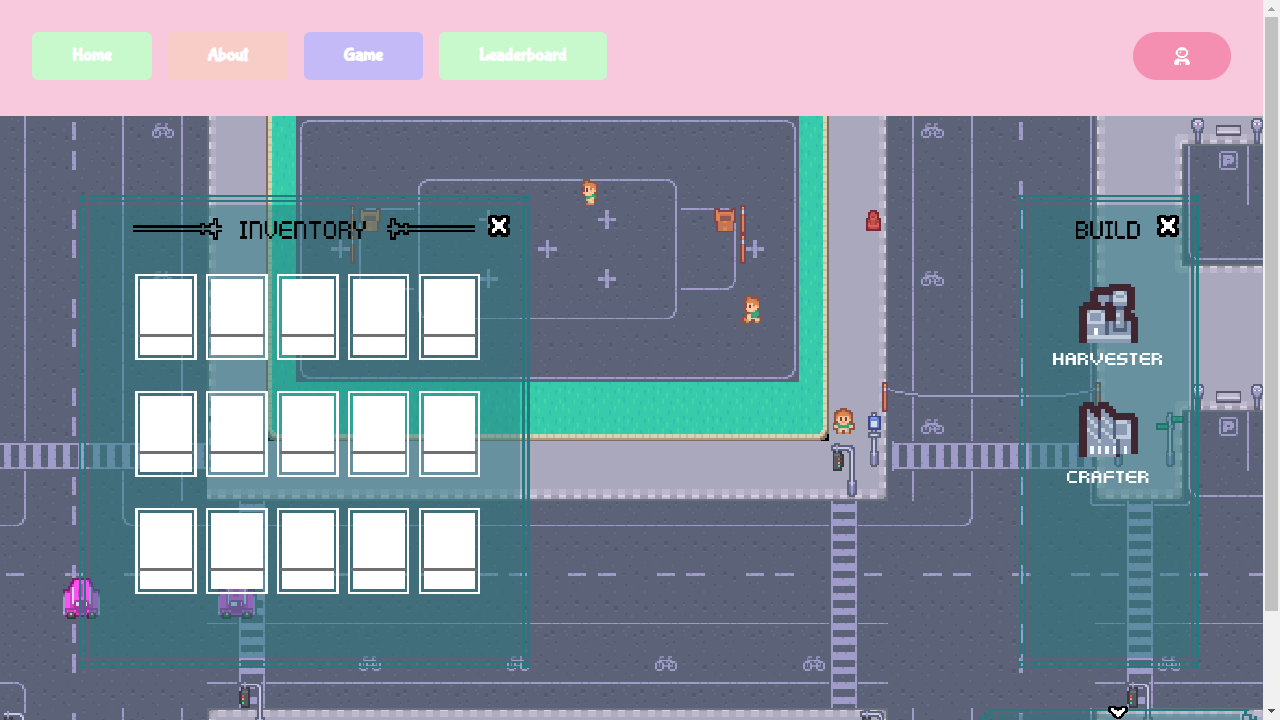 Home
About
Game
Leaderboard
P
INVENTORY
BUILD
HARVESTER
P
CRAFTER